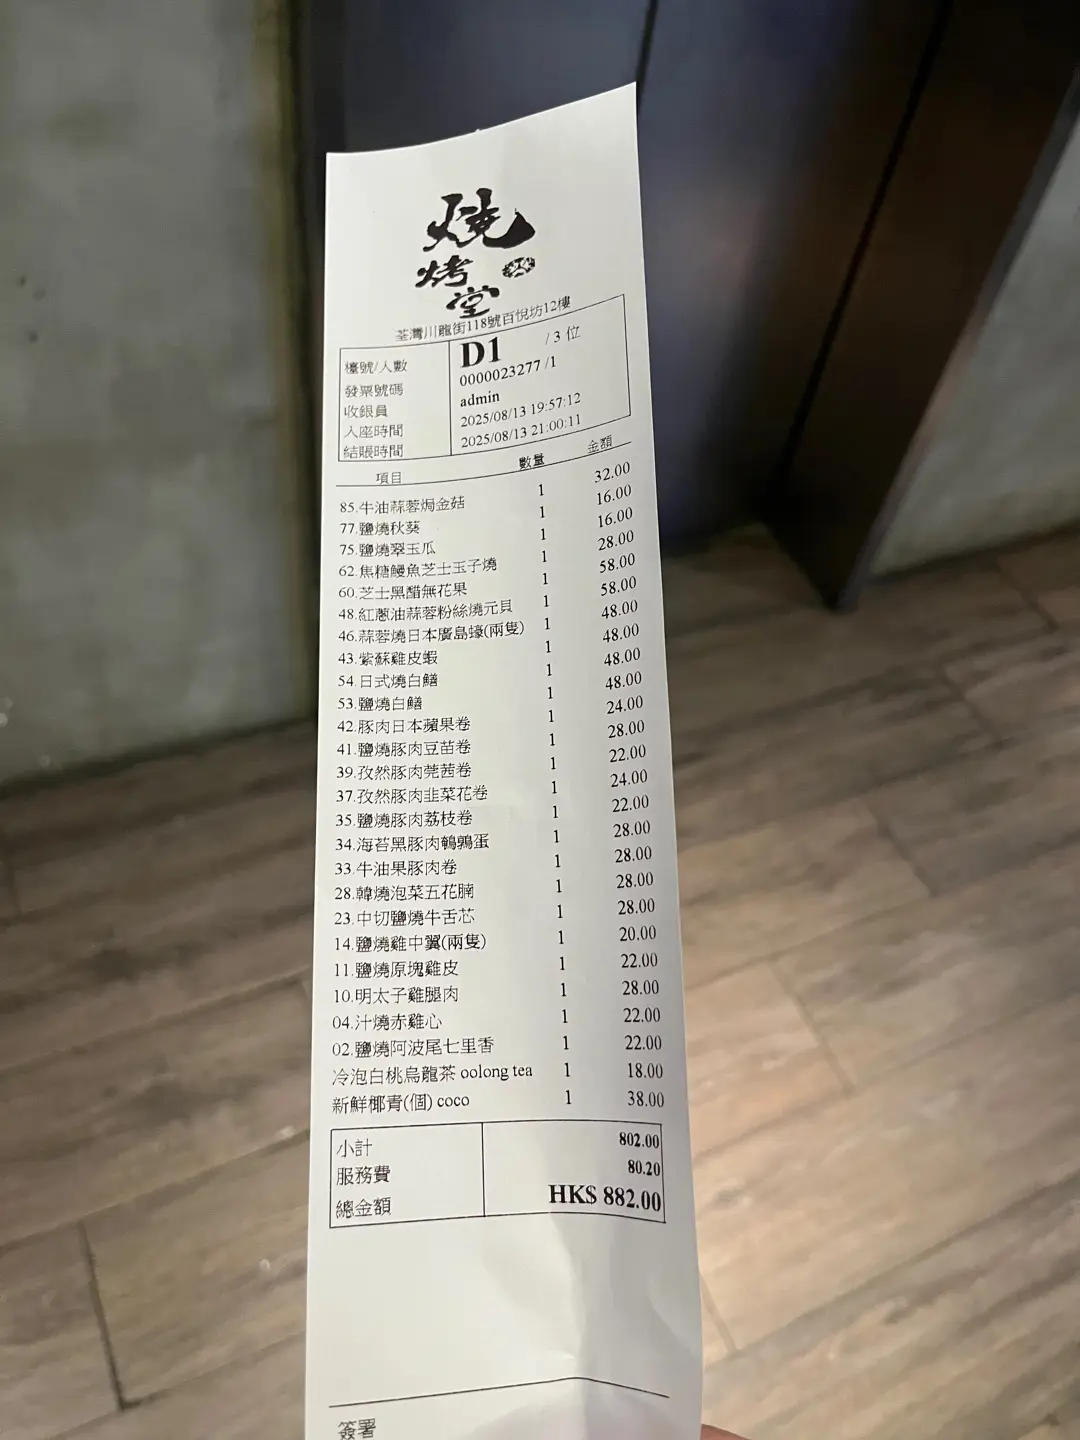 燒
烤
堂
荃灣川龍街118號百悅坊12樓
檯號/人數 D1 / 3 位
發票號碼 0000023277 /1
收銀員 admin
入座時間 2025/08/13 19:57:12
結賬時間 2025/08/13 21:00:11
項目 數量 金額
85.牛油蒜蓉焗金菇 1 32.00
77.鹽燒秋葵 1 16.00
75.鹽燒翠玉瓜 1 16.00
62.焦糖鰻魚芝士玉子燒 1 28.00
60.芝士黑醋無花果 1 58.00
48.紅蔥油蒜蓉粉絲燒元貝 1 58.00
46.蒜蓉燒日本廣島蠔(兩隻) 1 48.00
43.紫蘇雞皮蝦 1 48.00
54.日式燒白鱔 1 48.00
53.鹽燒白鱔 1 48.00
42.豚肉日本蘋果卷 1 24.00
41.鹽燒豚肉豆苗卷 1 28.00
39.孜然豚肉莞茜卷 1 22.00
37.孜然豚肉韭菜花卷 1 24.00
35.鹽燒豚肉荔枝卷 1 22.00
34.海苔黑豚肉鵪鶉蛋 1 28.00
33.牛油果豚肉卷 1 28.00
28.韓燒泡菜五花腩 1 28.00
23.中切鹽燒牛舌芯 1 28.00
14.鹽燒雞中翼(兩隻) 1 20.00
11.鹽燒原塊雞皮 1 22.00
10.明太子雞腿肉 1 28.00
04.汁燒赤雞心 1 22.00
02.鹽燒阿波尾七里香 1 22.00
冷泡白桃烏龍茶 oolong tea 1 18.00
新鮮椰青(個) coco 1 38.00
小計 802.00
服務費 80.20
總金額 HK$ 882.00
簽署